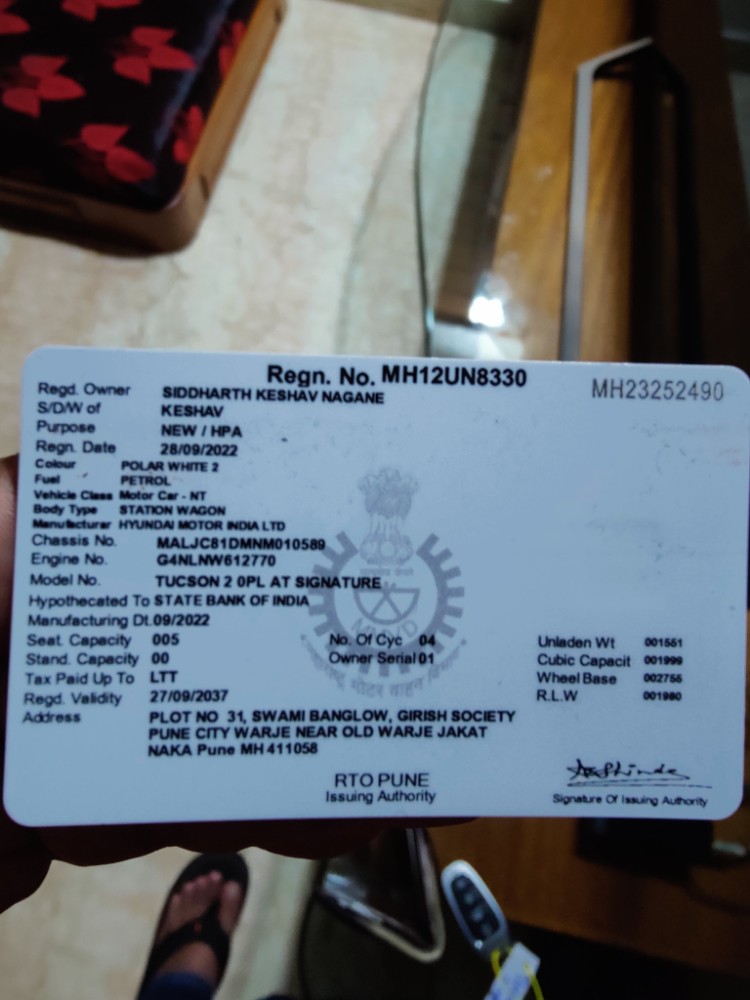 Regn. No. MH12UN8330
MH23252490
Regd. Owner SIDDHARTH KESHAV NAGANE
S/D/W of KESHAV
Purpose NEW / HPA
Regn. Date 28/09/2022
Colour POLAR WHITE 2
Fuel PETROL
Vehicle Class Motor Car - NT
Body Type STATION WAGON
Manufacturar HYUNDAI MOTOR INDIA LTD
Chassis No. MALJC81DMNM010589
Engine No. G4NLNW612770
Model No. TUCSON 2 0PL AT SIGNATURE
Hypothecated To STATE BANK OF INDIA
Manufacturing Dt. 09/2022
Seat. Capacity 005 No. Of Cyc 04 Unladen Wt 001551
Stand. Capacity 00 Owner Serial 01 Cubic Capacit 001999
Tax Paid Up To LTT Wheel Base 002755
Regd. Validity 27/09/2037 R.L.W 001980
Address PLOT NO 31, SWAMI BANGLOW, GIRISH SOCIETY
PUNE CITY WARJE NEAR OLD WARJE JAKAT
NAKA Pune MH 411058
RTO PUNE
Issuing Authority
Signature Of Issuing Authority